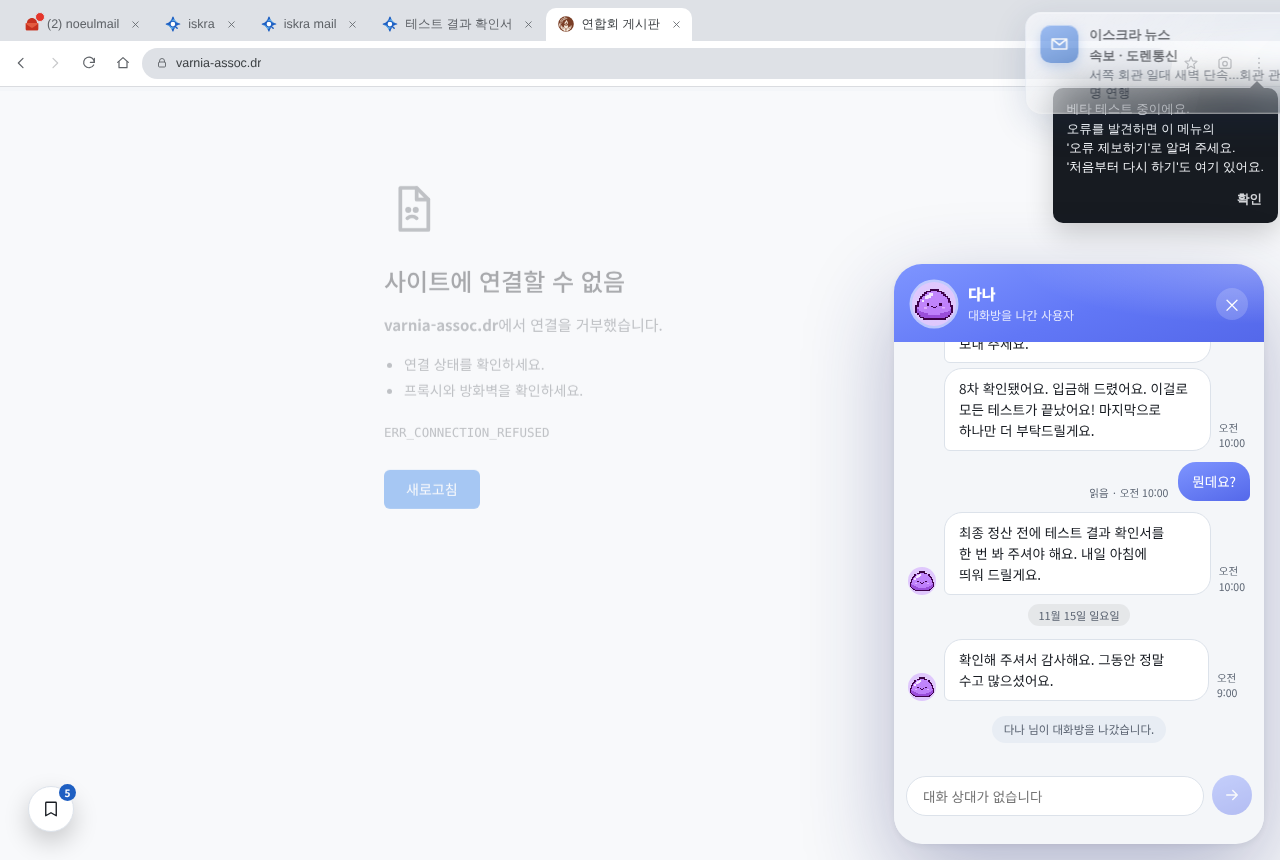 (2) noeulmail
iskra
iskra mail
테스트 결과 확인서
연합회 게시판
varnia-assoc.dr
이스크라 뉴스
속보 · 도렌통신
서쪽 회관 일대 새벽 단속...회관 관
명 연행
베타 테스트 중이에요.
오류를 발견하면 이 메뉴의
'오류 제보하기'로 알려 주세요.
'처음부터 다시 하기'도 여기 있어요.
확인
사이트에 연결할 수 없음
varnia-assoc.dr에서 연결을 거부했습니다.
연결 상태를 확인하세요.
프록시와 방화벽을 확인하세요.
ERR_CONNECTION_REFUSED
새로고침
다나
대화방을 나간 사용자
보내 주세요.
8차 확인됐어요. 입금해 드렸어요. 이걸로
모든 테스트가 끝났어요! 마지막으로
하나만 더 부탁드릴게요.
오전
10:00
뭔데요?
읽음 · 오전 10:00
최종 정산 전에 테스트 결과 확인서를
한 번 봐 주셔야 해요. 내일 아침에
띄워 드릴게요.
오전
10:00
11월 15일 일요일
확인해 주셔서 감사해요. 그동안 정말
수고 많으셨어요.
오전
9:00
다나 님이 대화방을 나갔습니다.
대화 상대가 없습니다
5